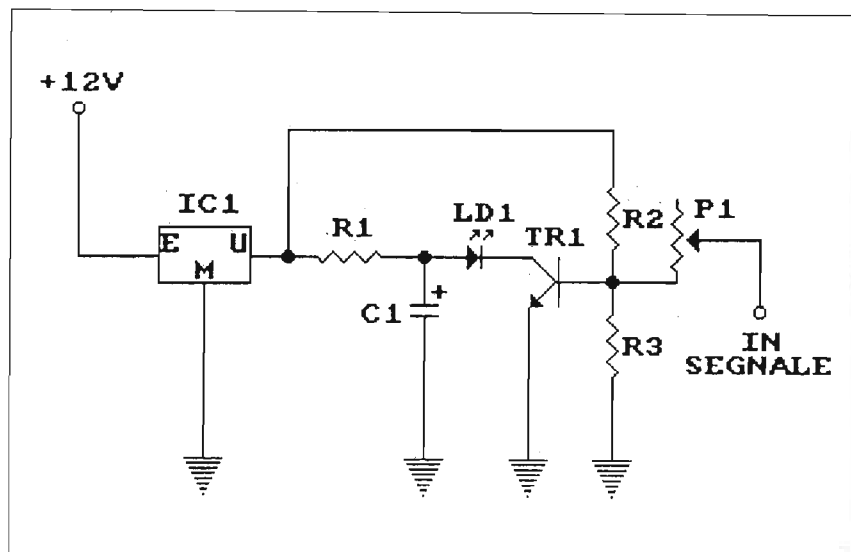 +12V
IC1
E U
M
R1
C1
+
LD1
TR1
R2
P1
R3
IN
SEGNALE